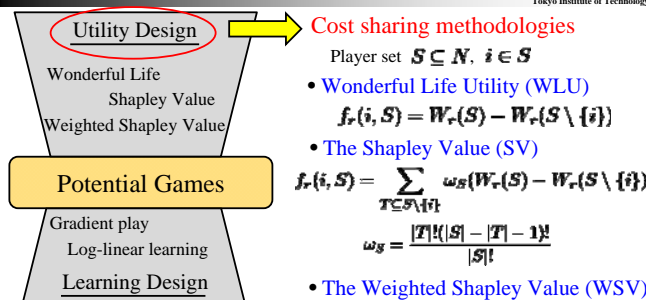 Tokyo Institute of Technology
Utility Design
Wonderful Life
Shapley Value
Weighted Shapley Value
Potential Games
Gradient play
Log-linear learning
Learning Design
Cost sharing methodologies
Player set S ⊆ N, i ∈ S
• Wonderful Life Utility (WLU)
f_r(i, S) = W_r(S) − W_r(S \ {i})
• The Shapley Value (SV)
f_r(i, S) = ∑_{T⊆S\{i}} ω_S(W_r(S) − W_r(S \ {i})
ω_S = |T|!(|S| − |T| − 1)! / |S|!
• The Weighted Shapley Value (WSV)